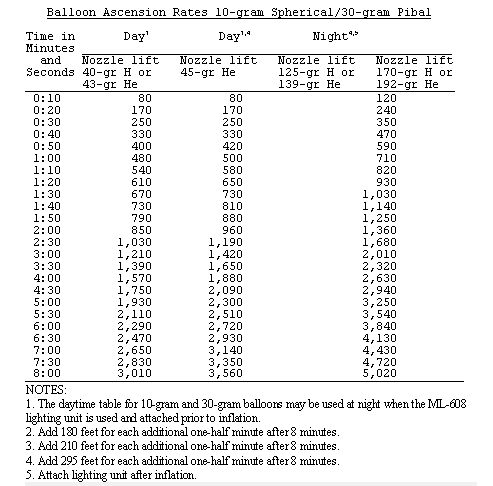 Balloon Ascension Rates 10-gram Spherical/30-gram Pibal
Time in Day¹ Day¹,⁴ Night⁴,⁵
Minutes
and Nozzle lift Nozzle lift Nozzle lift Nozzle lift
Seconds 40-gr H or 45-gr He 125-gr H or 170-gr H or
43-gr He 139-gr He 192-gr He
0:10 80 80 120
0:20 170 170 240
0:30 250 250 350
0:40 330 330 470
0:50 400 420 590
1:00 480 500 710
1:10 540 580 820
1:20 610 650 930
1:30 670 730 1,030
1:40 730 810 1,140
1:50 790 880 1,250
2:00 850 960 1,360
2:30 1,030 1,190 1,680
3:00 1,210 1,420 2,010
3:30 1,390 1,650 2,320
4:00 1,570 1,880 2,630
4:30 1,750 2,090 2,940
5:00 1,930 2,300 3,250
5:30 2,110 2,510 3,540
6:00 2,290 2,720 3,840
6:30 2,470 2,930 4,130
7:00 2,650 3,140 4,430
7:30 2,830 3,350 4,720
8:00 3,010 3,560 5,020
NOTES:
1. The daytime table for 10-gram and 30-gram balloons may be used at night when the ML-608
lighting unit is used and attached prior to inflation.
2. Add 180 feet for each additional one-half minute after 8 minutes.
3. Add 210 feet for each additional one-half minute after 8 minutes.
4. Add 295 feet for each additional one-half minute after 8 minutes.
5. Attach lighting unit after inflation.